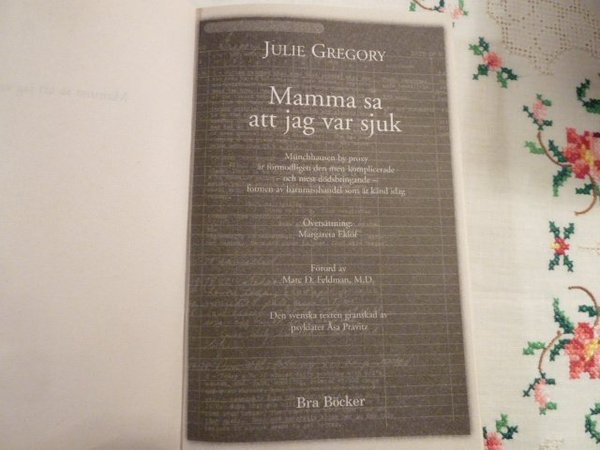 JULIE GREGORY
Mamma sa
att jag var sjuk
Münchhausen by proxy
är förmodligen den mest komplicerade
- och mest dödsbringande -
formen av barnmisshandel som är känd idag
Översättning:
Margareta Eklöf
Förord av
Marc D. Feldman, M.D.
Den svenska texten granskad av
psykiater Åsa Pravitz
Bra Böcker